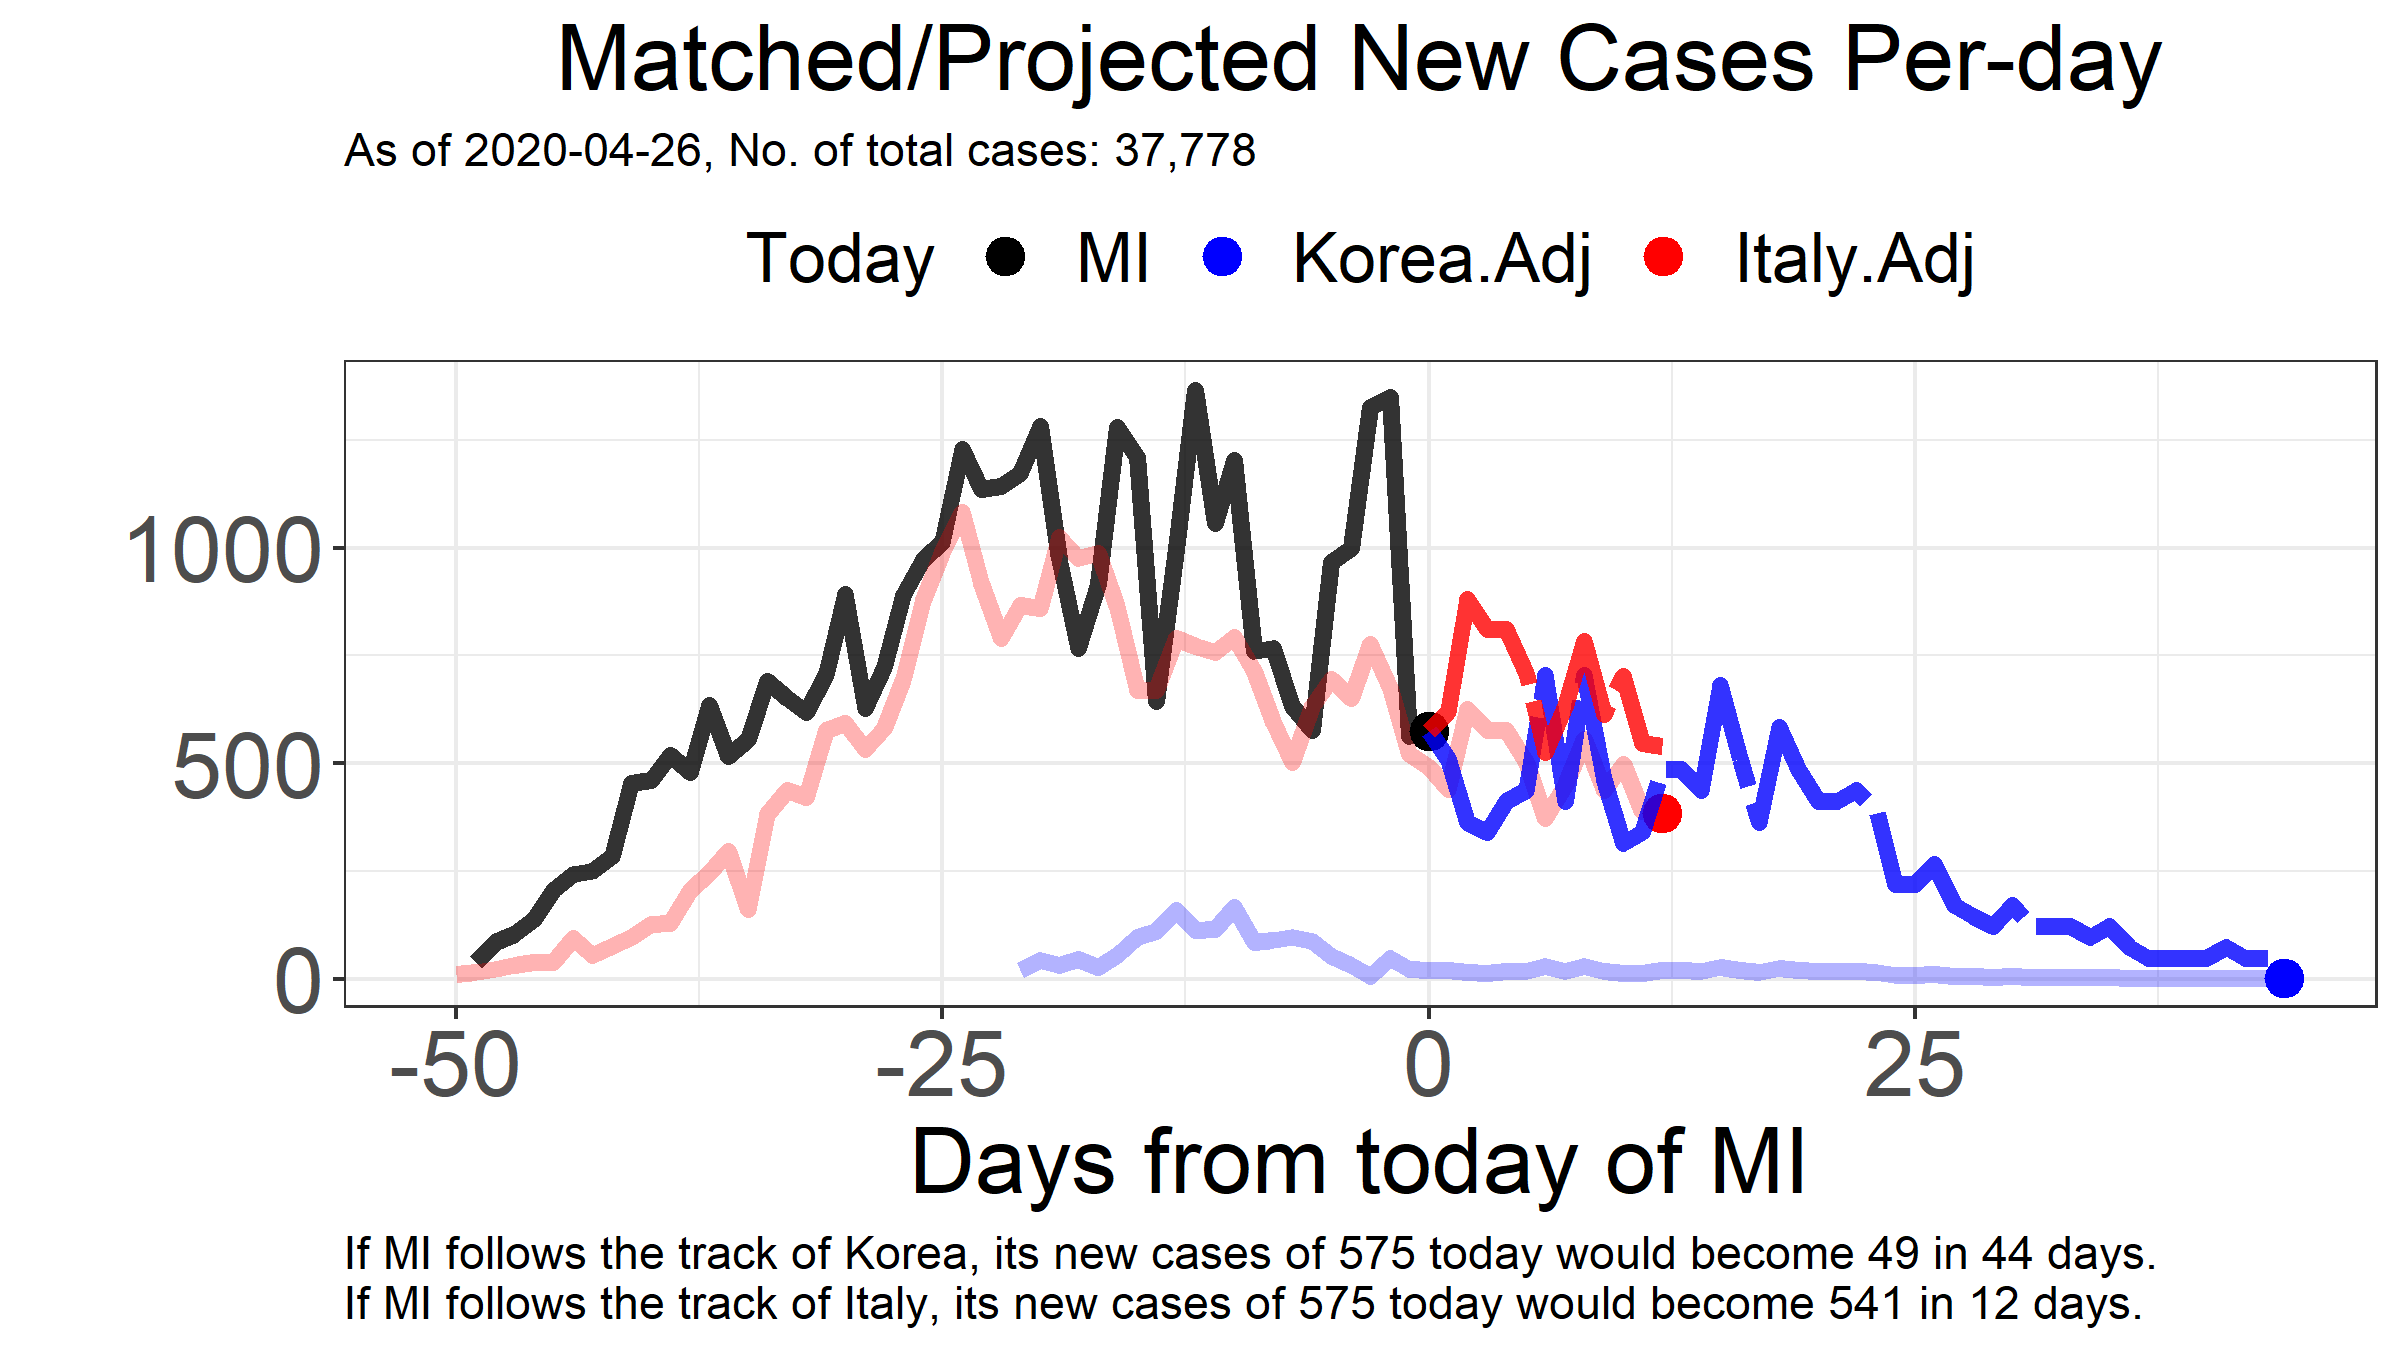 Matched/Projected New Cases Per-day
As of 2020-04-26, No. of total cases: 37,778
Today MI Korea.Adj Italy.Adj
1000
500
0
-50 -25 0 25
Days from today of MI
If MI follows the track of Korea, its new cases of 575 today would become 49 in 44 days.
If MI follows the track of Italy, its new cases of 575 today would become 541 in 12 days.